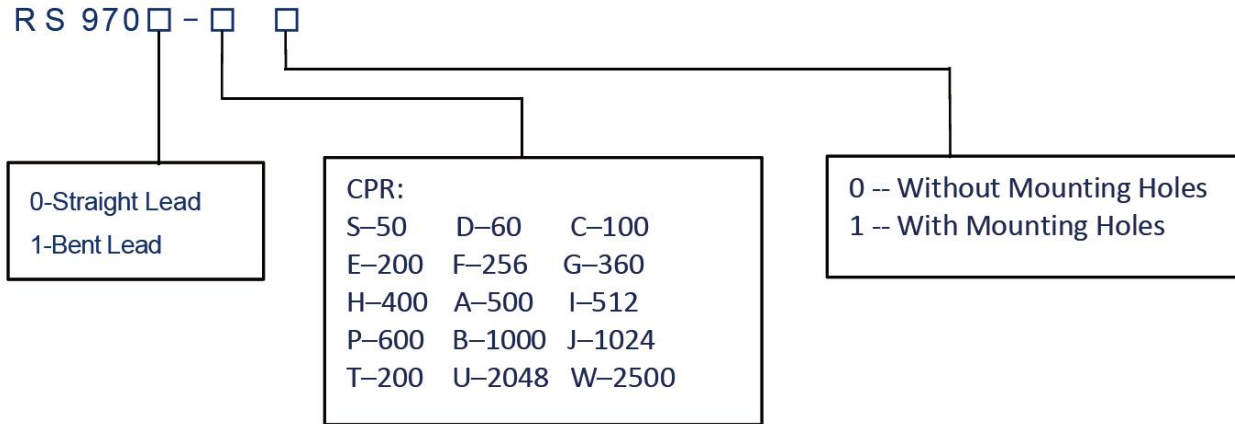 RS 970□-□ □
0-Straight Lead
1-Bent Lead
CPR:
S–50 D–60 C–100
E–200 F–256 G–360
H–400 A–500 I–512
P–600 B–1000 J–1024
T–200 U–2048 W–2500
0 -- Without Mounting Holes
1 -- With Mounting Holes